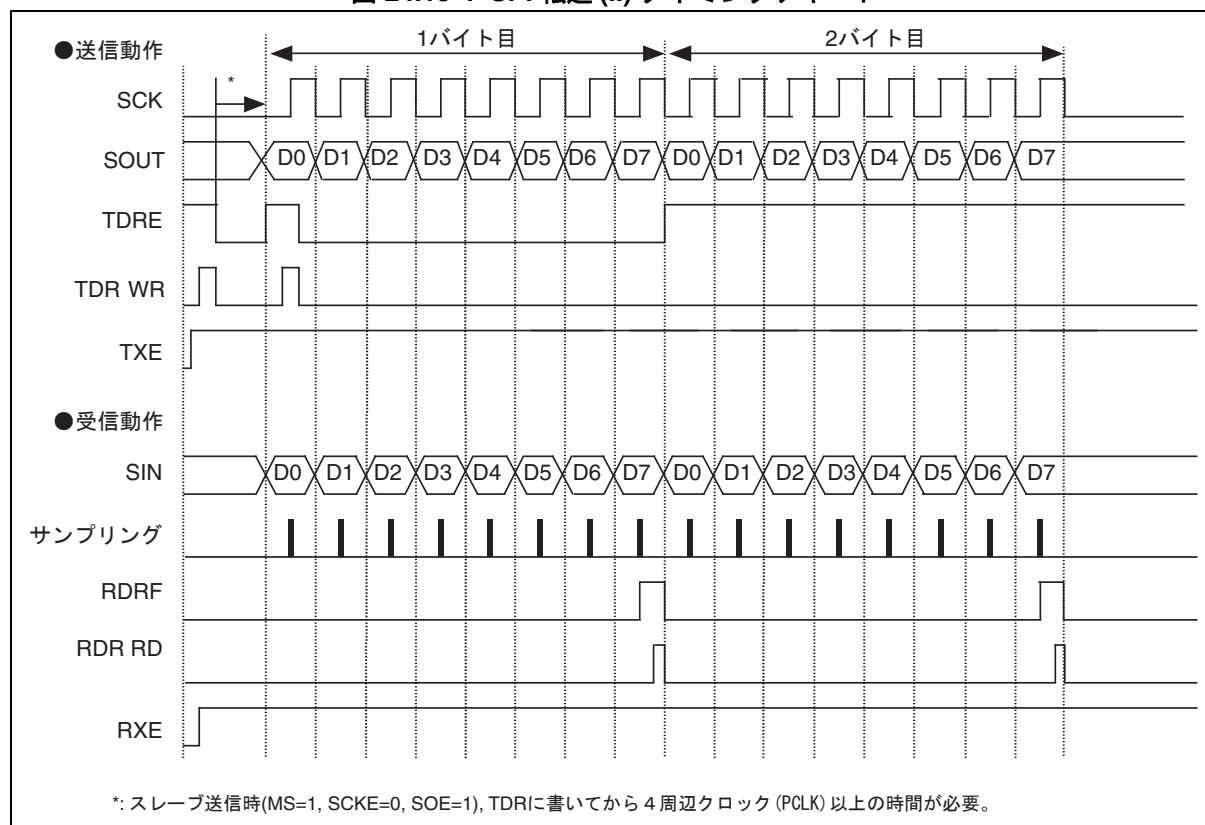 ●送信動作
1バイト目 2バイト目
*
SCK
SOUT D0 D1 D2 D3 D4 D5 D6 D7 D0 D1 D2 D3 D4 D5 D6 D7
TDRE
TDR WR
TXE
●受信動作
SIN D0 D1 D2 D3 D4 D5 D6 D7 D0 D1 D2 D3 D4 D5 D6 D7
サンプリング
RDRF
RDR RD
RXE
*: スレーブ送信時(MS=1, SCKE=0, SOE=1), TDRに書いてから４周辺クロック(PCLK)以上の時間が必要。